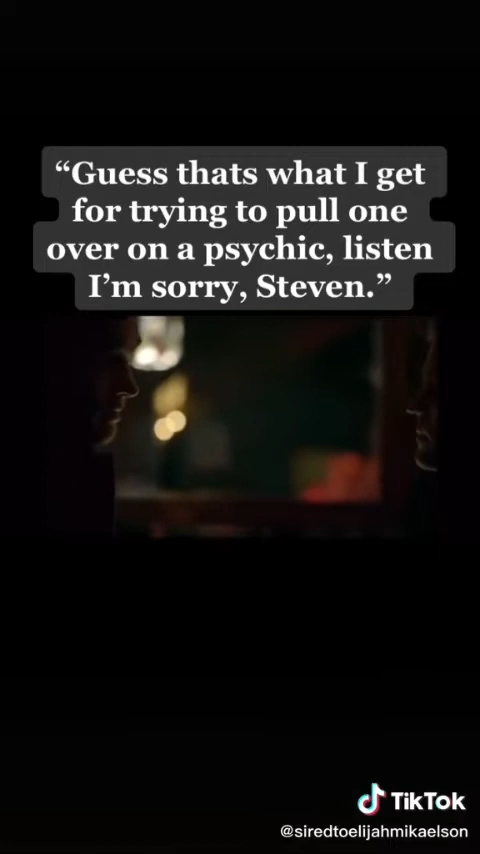 “Guess thats what I get
for trying to pull one
over on a psychic, listen
I’m sorry, Steven.”
TikTok
@siredtoelijahmikaelson